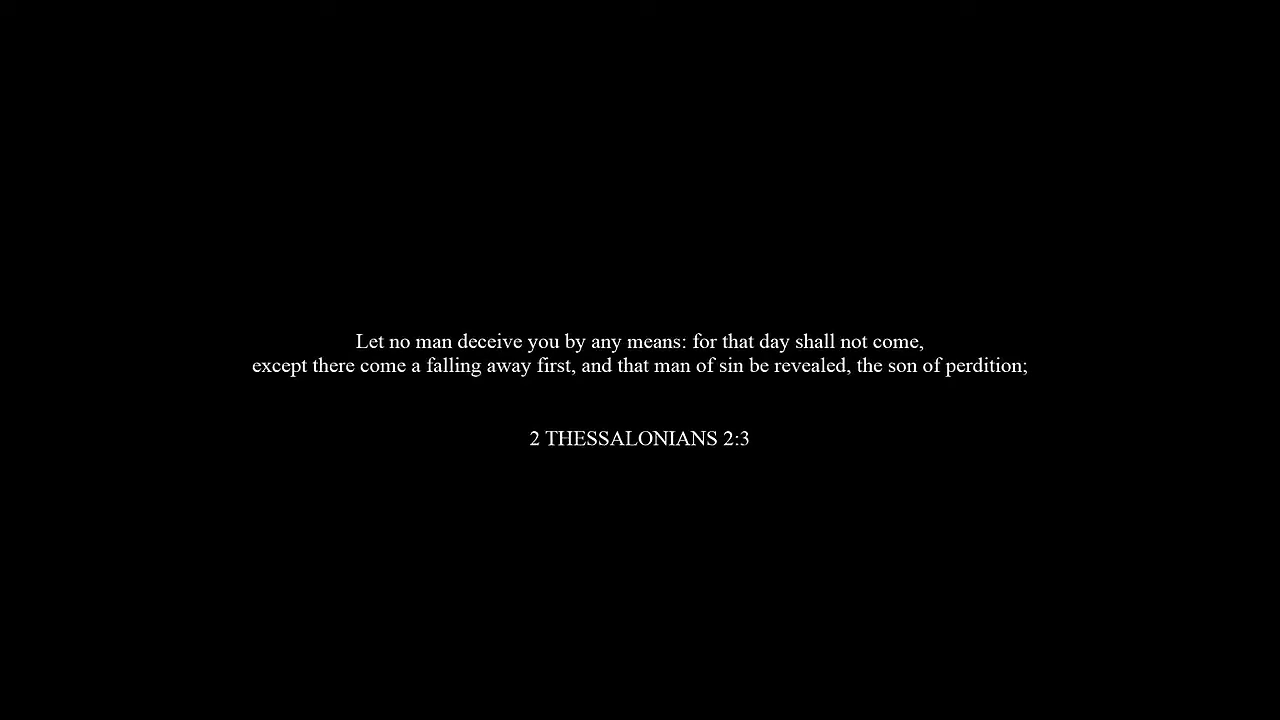 Let no man deceive you by any means: for that day shall not come,
except there come a falling away first, and that man of sin be revealed, the son of perdition;
2 THESSALONIANS 2:3